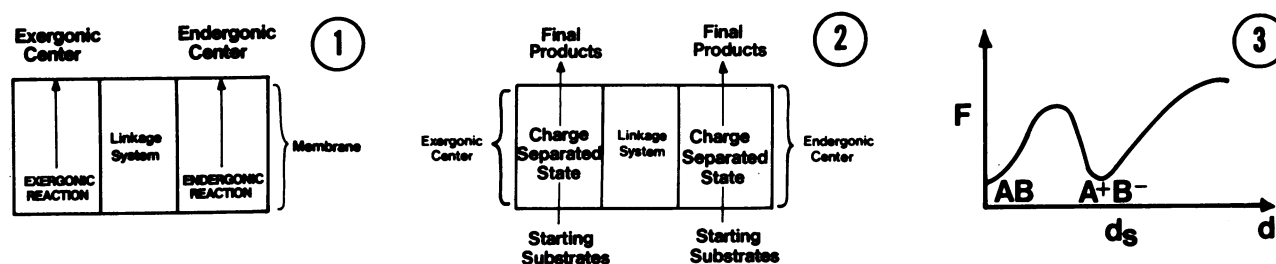 Exergonic
Center
Endergonic
Center
1
EXERGONIC
REACTION
Linkage
System
ENDERGONIC
REACTION
Membrane
2
Final
Products
Final
Products
Exergonic
Center
Charge
Separated
State
Linkage
System
Charge
Separated
State
Endergonic
Center
Starting
Substrates
Starting
Substrates
3
F
AB
A+B-
ds
d